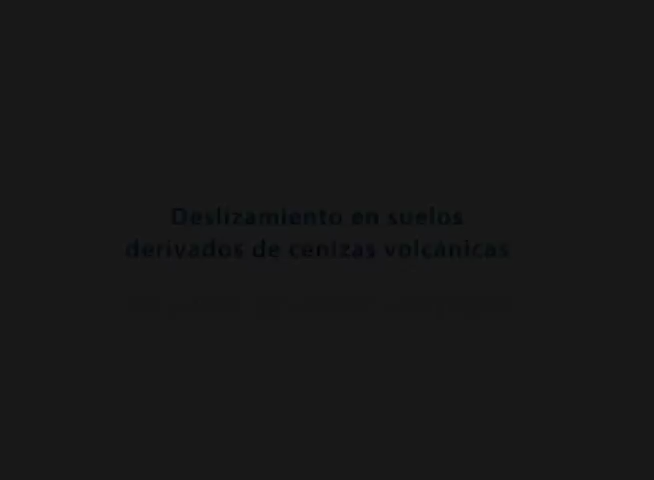 Deslizamiento en suelos
derivados de cenizas volcánicas